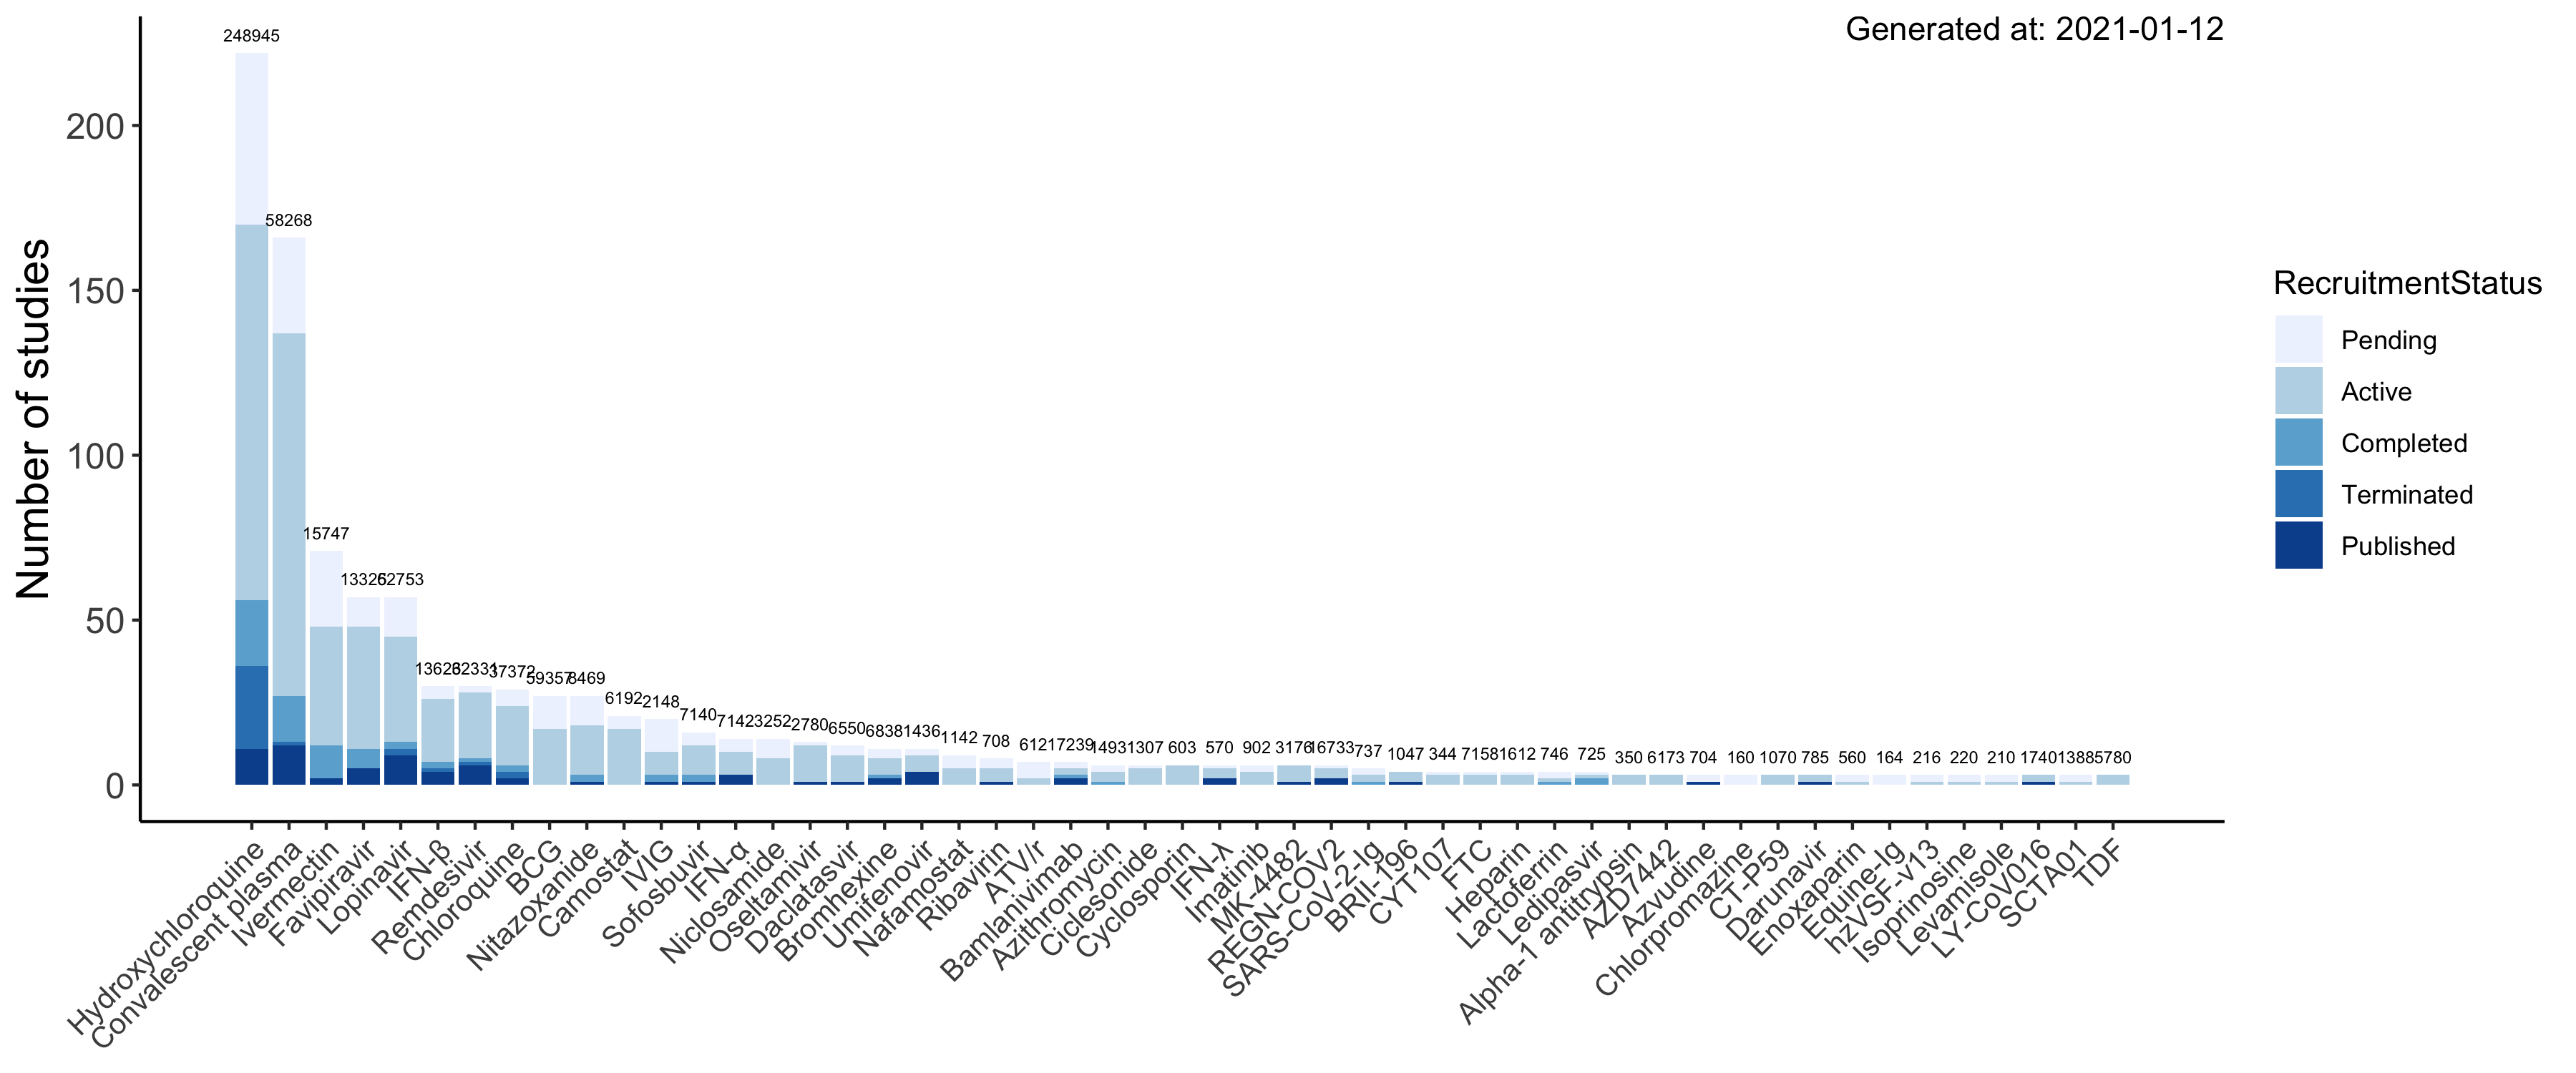 Generated at: 2021-01-12
Number of studies
200
150
100
50
0
248945
58268
15747
13326
62753
13623
62331
37372
59357
8469
6192
2148
7140
7142
3252
2780
6550
6838
1436
1142
708
612
17239
1493
1307
603
570
902
3176
16733
737
1047
344
7158
1612
746
725
350
6173
704
160
1070
785
560
164
216
220
210
1740
1388
5780
Hydroxychloroquine
Convalescent plasma
Ivermectin
Favipiravir
Lopinavir
IFN-β
Remdesivir
Chloroquine
BCG
Nitazoxanide
Camostat
IVIG
Sofosbuvir
IFN-α
Niclosamide
Oseltamivir
Daclatasvir
Bromhexine
Umifenovir
Nafamostat
Ribavirin
ATV/r
Bamlanivimab
Azithromycin
Ciclesonide
Cyclosporin
IFN-λ
Imatinib
MK-4482
REGN-COV2
SARS-CoV-2-Ig
BRII-196
CYT107
FTC
Heparin
Lactoferrin
Ledipasvir
Alpha-1 antitrypsin
AZD7442
Azvudine
Chlorpromazine
CT-P59
Darunavir
Enoxaparin
Equine-Ig
hzVSF-v13
Isoprinosine
Levamisole
LY-CoV016
SCTA01
TDF
RecruitmentStatus
Pending
Active
Completed
Terminated
Published